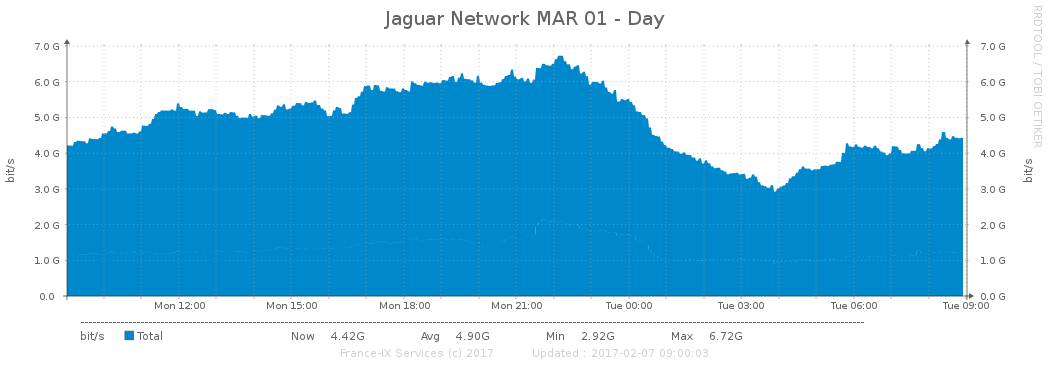 Jaguar Network MAR 01 - Day
RRDTOOL / TOBI OETIKER
7.0 G 7.0 G
6.0 G 6.0 G
5.0 G 5.0 G
4.0 G 4.0 G
bit/s bit/s
3.0 G 3.0 G
2.0 G 2.0 G
1.0 G 1.0 G
0.0 0.0 G
Mon 12:00 Mon 15:00 Mon 18:00 Mon 21:00 Tue 00:00 Tue 03:00 Tue 06:00 Tue 09:00
bit/s Total Now 4.42G Avg 4.90G Min 2.92G Max 6.72G
France-IX Services (c) 2017 Updated : 2017-02-07 09:00:03